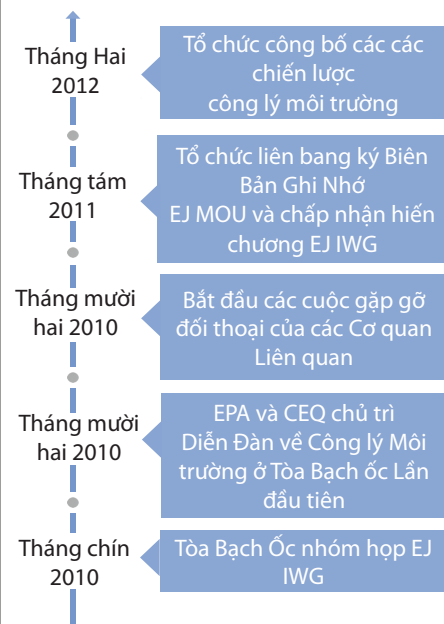 Tháng Hai
2012
Tổ chức công bố các các
chiến lược
công lý môi trường
Tháng tám
2011
Tổ chức liên bang ký Biên
Bản Ghi Nhớ
EJ MOU và chấp nhận hiến
chương EJ IWG
Tháng mười
hai 2010
Bắt đầu các cuộc gặp gỡ
đối thoại của các Cơ quan
Liên quan
Tháng mười
hai 2010
EPA và CEQ chủ trì
Diễn Đàn về Công lý Môi
trường ở Tòa Bạch ốc Lần
đầu tiên
Tháng chín
2010
Tòa Bạch Ốc nhóm họp EJ
IWG